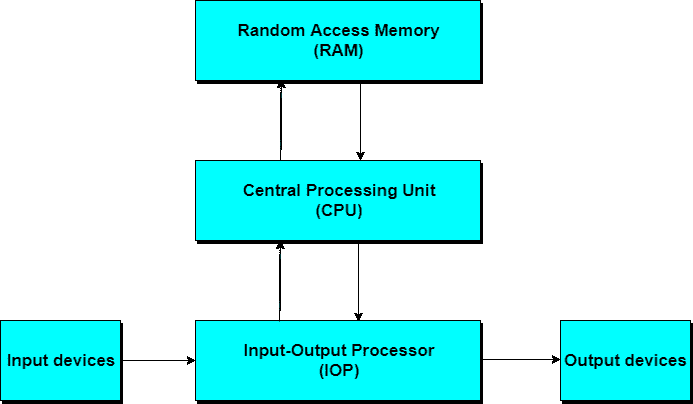 Random Access Memory
(RAM)
Central Processing Unit
(CPU)
Input devices
Input-Output Processor
(IOP)
Output devices